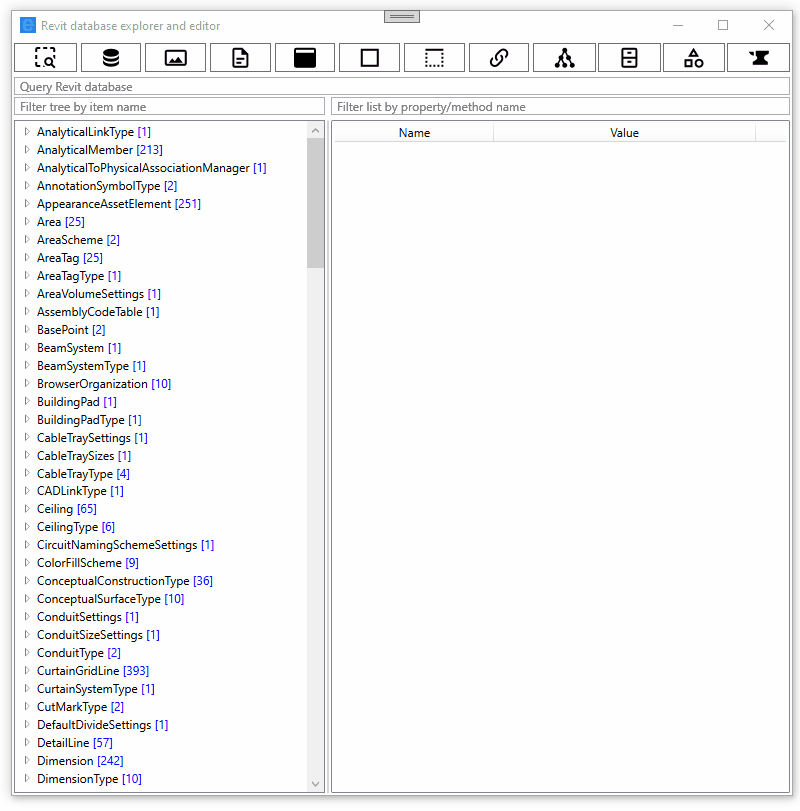 Revit database explorer and editor
Query Revit database
Filter tree by item name
Filter list by property/method name
Name Value
AnalyticalLinkType [1]
AnalyticalMember [213]
AnalyticalToPhysicalAssociationManager [1]
AnnotationSymbolType [2]
AppearanceAssetElement [251]
Area [25]
AreaScheme [2]
AreaTag [25]
AreaTagType [1]
AreaVolumeSettings [1]
AssemblyCodeTable [1]
BasePoint [2]
BeamSystem [1]
BeamSystemType [1]
BrowserOrganization [10]
BuildingPad [1]
BuildingPadType [1]
CableTraySettings [1]
CableTraySizes [1]
CableTrayType [4]
CADLinkType [1]
Ceiling [65]
CeilingType [6]
CircuitNamingSchemeSettings [1]
ColorFillScheme [9]
ConceptualConstructionType [36]
ConceptualSurfaceType [10]
ConduitSettings [1]
ConduitSizeSettings [1]
ConduitType [2]
CurtainGridLine [393]
CurtainSystemType [1]
CutMarkType [2]
DefaultDivideSettings [1]
DetailLine [57]
Dimension [242]
DimensionType [10]